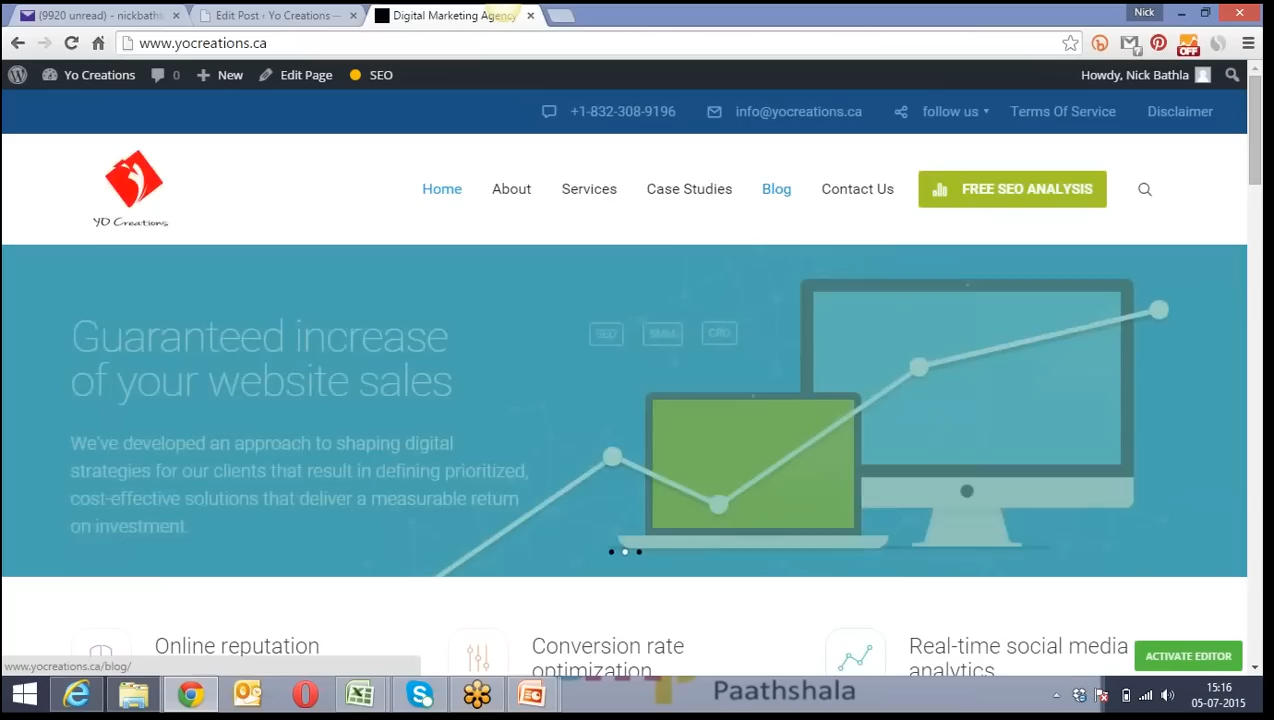 (9920 unread) - nickbath
Edit Post ‹ Yo Creations —
Digital Marketing Agency
Nick
www.yocreations.ca
OFF
Yo Creations
0
New
Edit Page
SEO
Howdy, Nick Bathla
+1-832-308-9196
info@yocreations.ca
follow us
Terms Of Service
Disclaimer
YO Creations
Home
About
Services
Case Studies
Blog
Contact Us
FREE SEO ANALYSIS
Guaranteed increase
of your website sales
SEO
SMM
CRO
We've developed an approach to shaping digital
strategies for our clients that result in defining prioritized,
cost-effective solutions that deliver a measurable return
on investment.
Online reputation
Conversion rate
optimization
Real-time social media
analytics
ACTIVATE EDITOR
www.yocreations.ca/blog/
Paathshala
15:16
05-07-2015